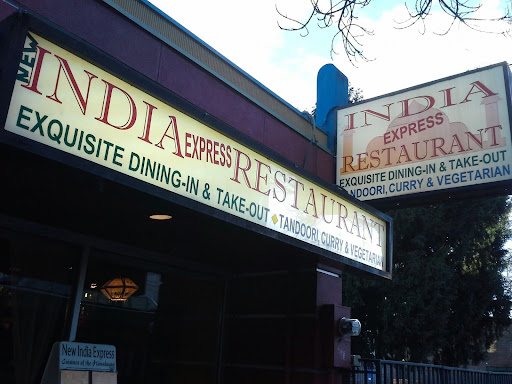 NEW INDIA EXPRESS RESTAURANT
EXQUISITE DINING-IN & TAKE-OUT ◆ TANDOORI, CURRY & VEGETARIAN
INDIA
EXPRESS
RESTAURANT
EXQUISITE DINING-IN & TAKE-OUT
TANDOORI, CURRY & VEGETARIAN
New India Express